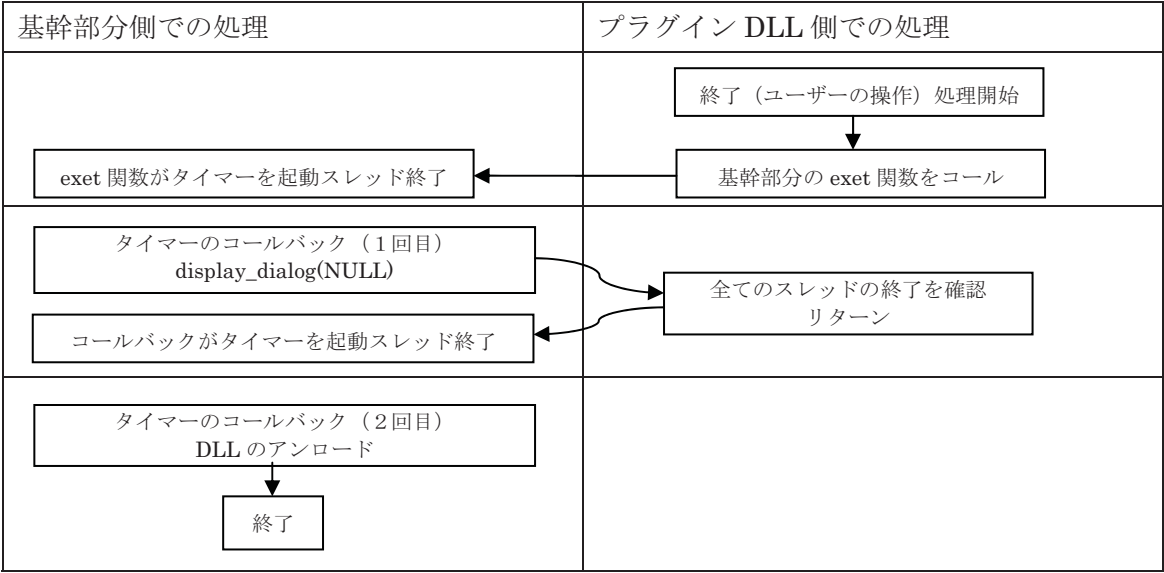 基幹部分側での処理
プラグイン DLL 側での処理
終了（ユーザーの操作）処理開始
基幹部分の exet 関数をコール
exet 関数がタイマーを起動スレッド終了
タイマーのコールバック（１回目）
display_dialog(NULL)
全てのスレッドの終了を確認
リターン
コールバックがタイマーを起動スレッド終了
タイマーのコールバック（２回目）
DLL のアンロード
終了